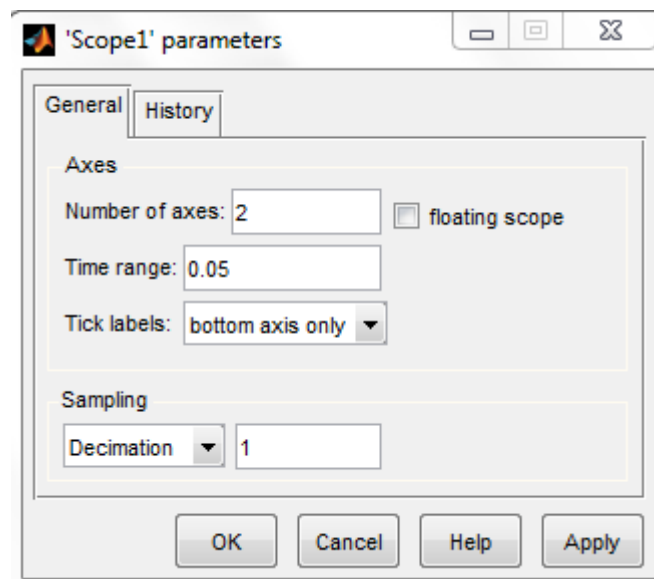 'Scope1' parameters
General History
Axes
Number of axes: 2 floating scope
Time range: 0.05
Tick labels: bottom axis only
Sampling
Decimation 1
OK Cancel Help Apply